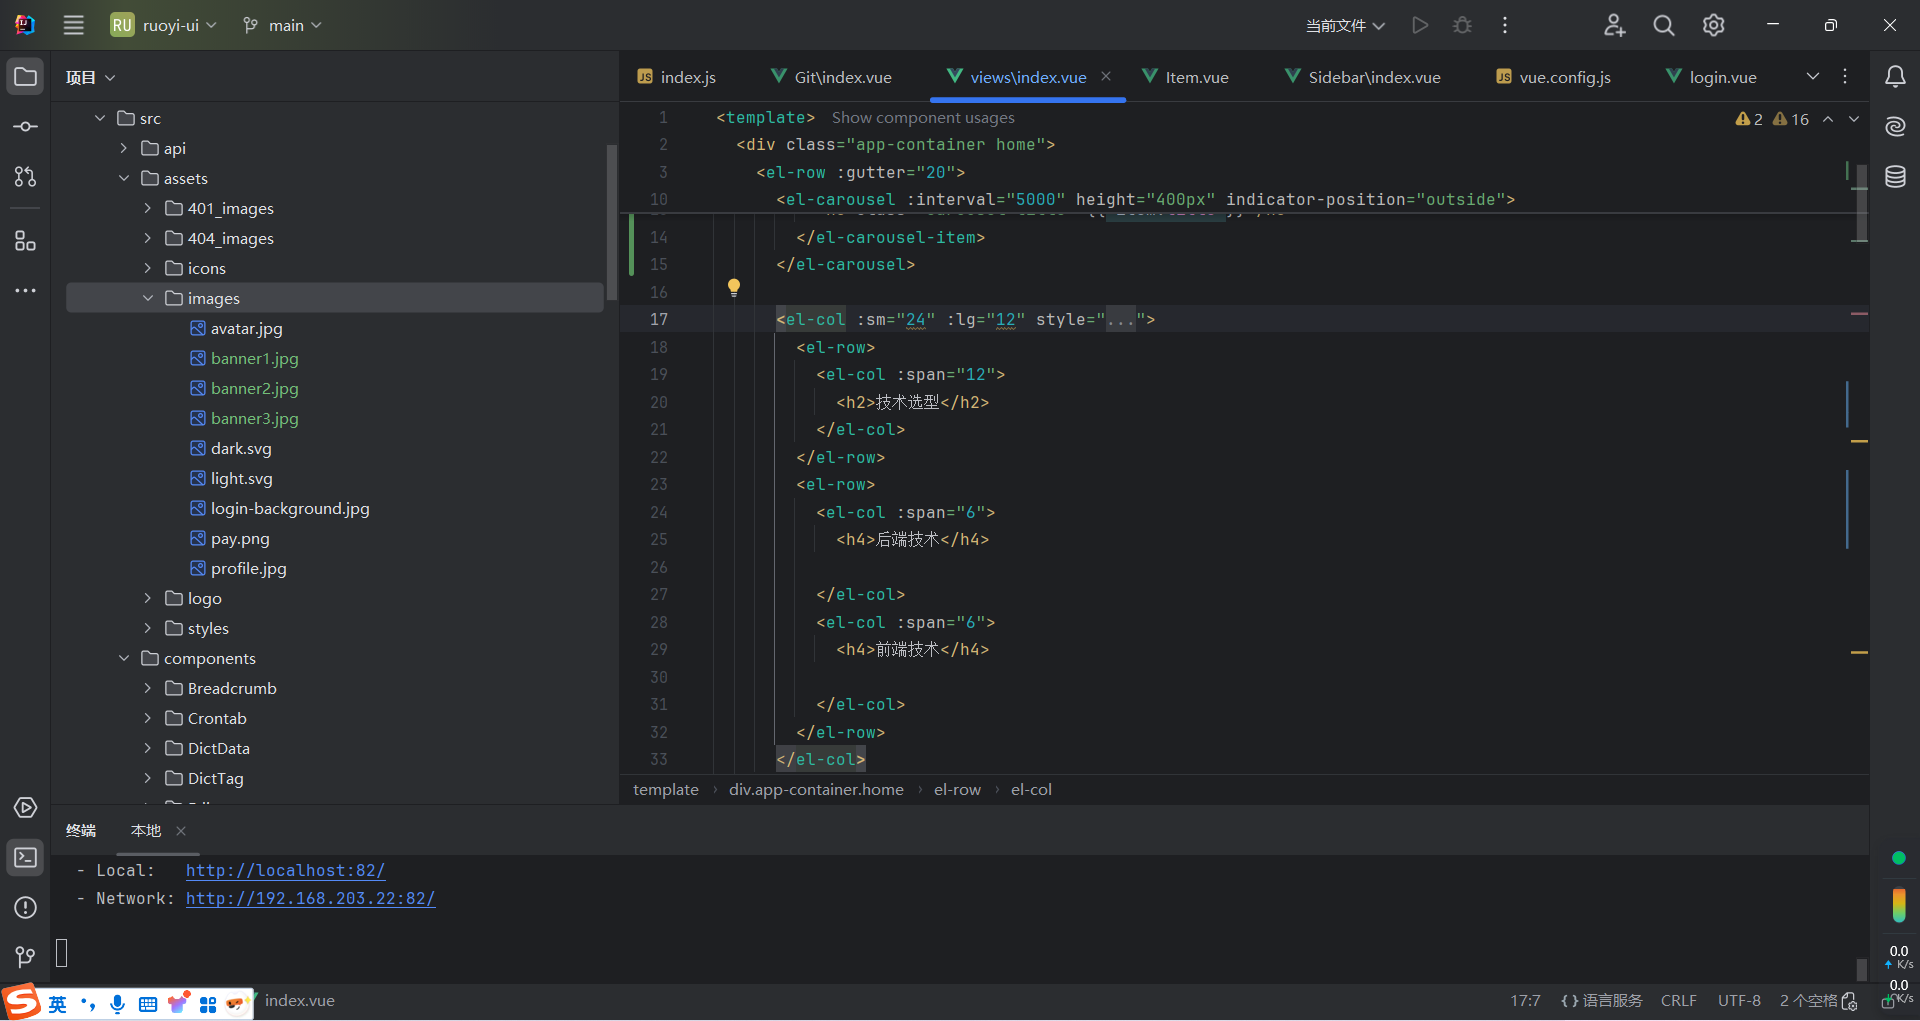 RU ruoyi-ui main 当前文件
项目
src
api
assets
401_images
404_images
icons
images
avatar.jpg
banner1.jpg
banner2.jpg
banner3.jpg
dark.svg
light.svg
login-background.jpg
pay.png
profile.jpg
logo
styles
components
Breadcrumb
Crontab
DictData
DictTag
JS index.js Git\index.vue views\index.vue Item.vue Sidebar\index.vue JS vue.config.js login.vue
1 <template> Show component usages
2 16
2 <div class="app-container home">
3 <el-row :gutter="20">
10 <el-carousel :interval="5000" height="400px" indicator-position="outside">
14 </el-carousel-item>
15 </el-carousel>
16
17 <el-col :sm="24" :lg="12" style="...">
18 <el-row>
19 <el-col :span="12">
20 <h2>技术选型</h2>
21 </el-col>
22 </el-row>
23 <el-row>
24 <el-col :span="6">
25 <h4>后端技术</h4>
26
27 </el-col>
28 <el-col :span="6">
29 <h4>前端技术</h4>
30
31 </el-col>
32 </el-row>
33 </el-col>
template › div.app-container.home › el-row › el-col
终端 本地
- Local: http://localhost:82/
- Network: http://192.168.203.22:82/
0.0
K/s
0.0
K/s
英 index.vue 17:7 {} 语言服务 CRLF UTF-8 2 个空格